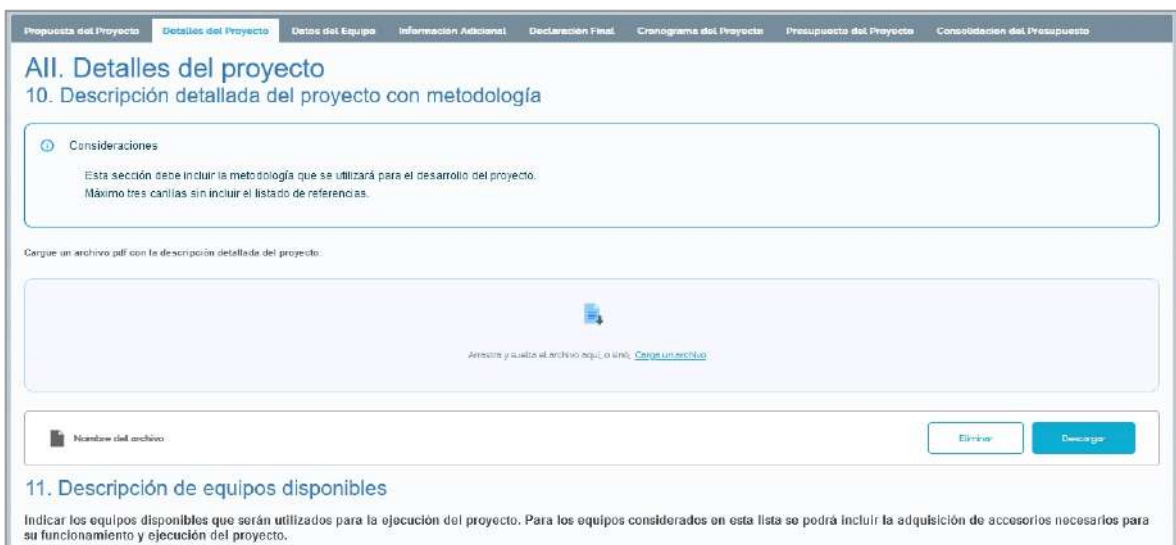 Propuesta del Proyecto Detalles del Proyecto Datos del Equipo Información Adicional Declaración Final Cronograma del Proyecto Presupuesto del Proyecto Consolidacion del Presupuesto
AII. Detalles del proyecto
10. Descripción detallada del proyecto con metodología
Consideraciones
Esta sección debe incluir la metodología que se utilizará para el desarrollo del proyecto.
Máximo tres carillas sin incluir el listado de referencias.
Cargue un archivo pdf con la descripción detallada del proyecto:
Arrastra y suelta el archivo aquí, o sinó, Carga un archivo
Nombre del archivo Eliminar Descargar
11. Descripción de equipos disponibles
Indicar los equipos disponibles que serán utilizados para la ejecución del proyecto. Para los equipos considerados en esta lista se podrá incluir la adquisición de accesorios necesarios para
su funcionamiento y ejecución del proyecto.